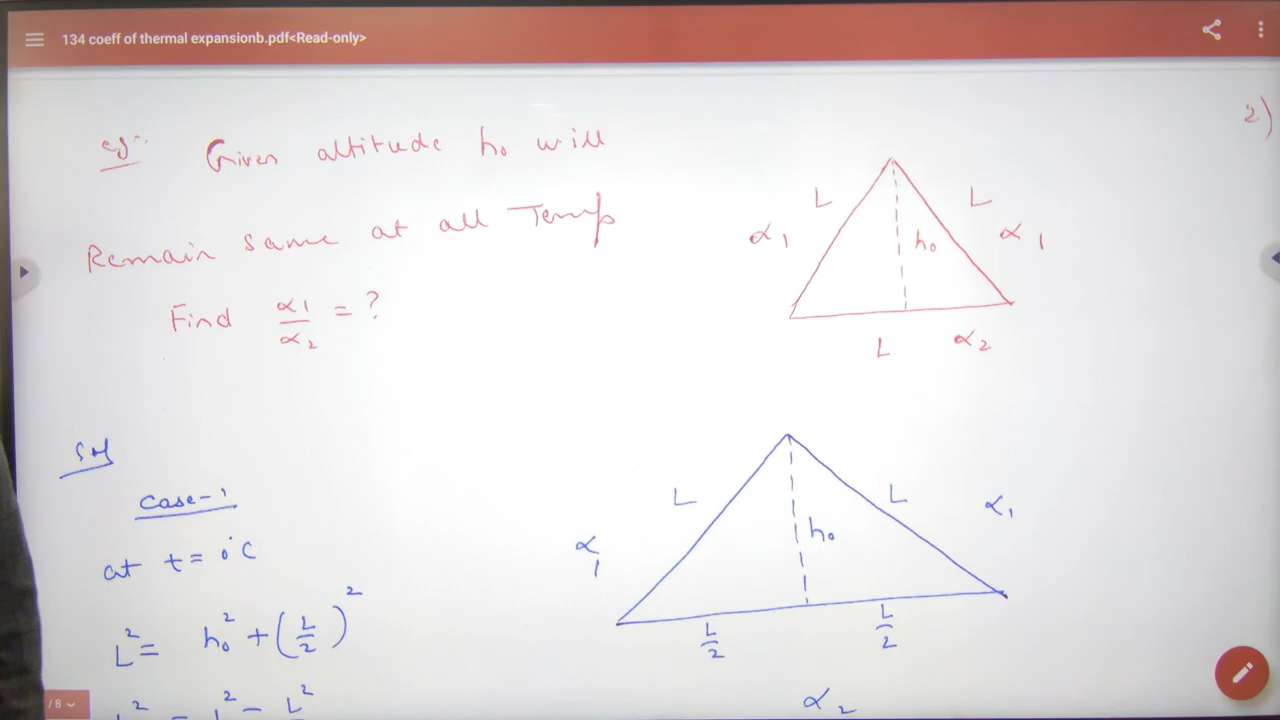 134 coeff of thermal expansionb.pdf<Read-only>
2)
eg:- Given altitude h₀ will
Remain same at all Temp
Find α1/α₂ = ?
L L
α1 h₀ α1
L α₂
Sol
Case-1
at t = 0°C
L² = h₀² + (L/2)²
L L α₁
α1 h₀
L/2 L/2
α₂
/8